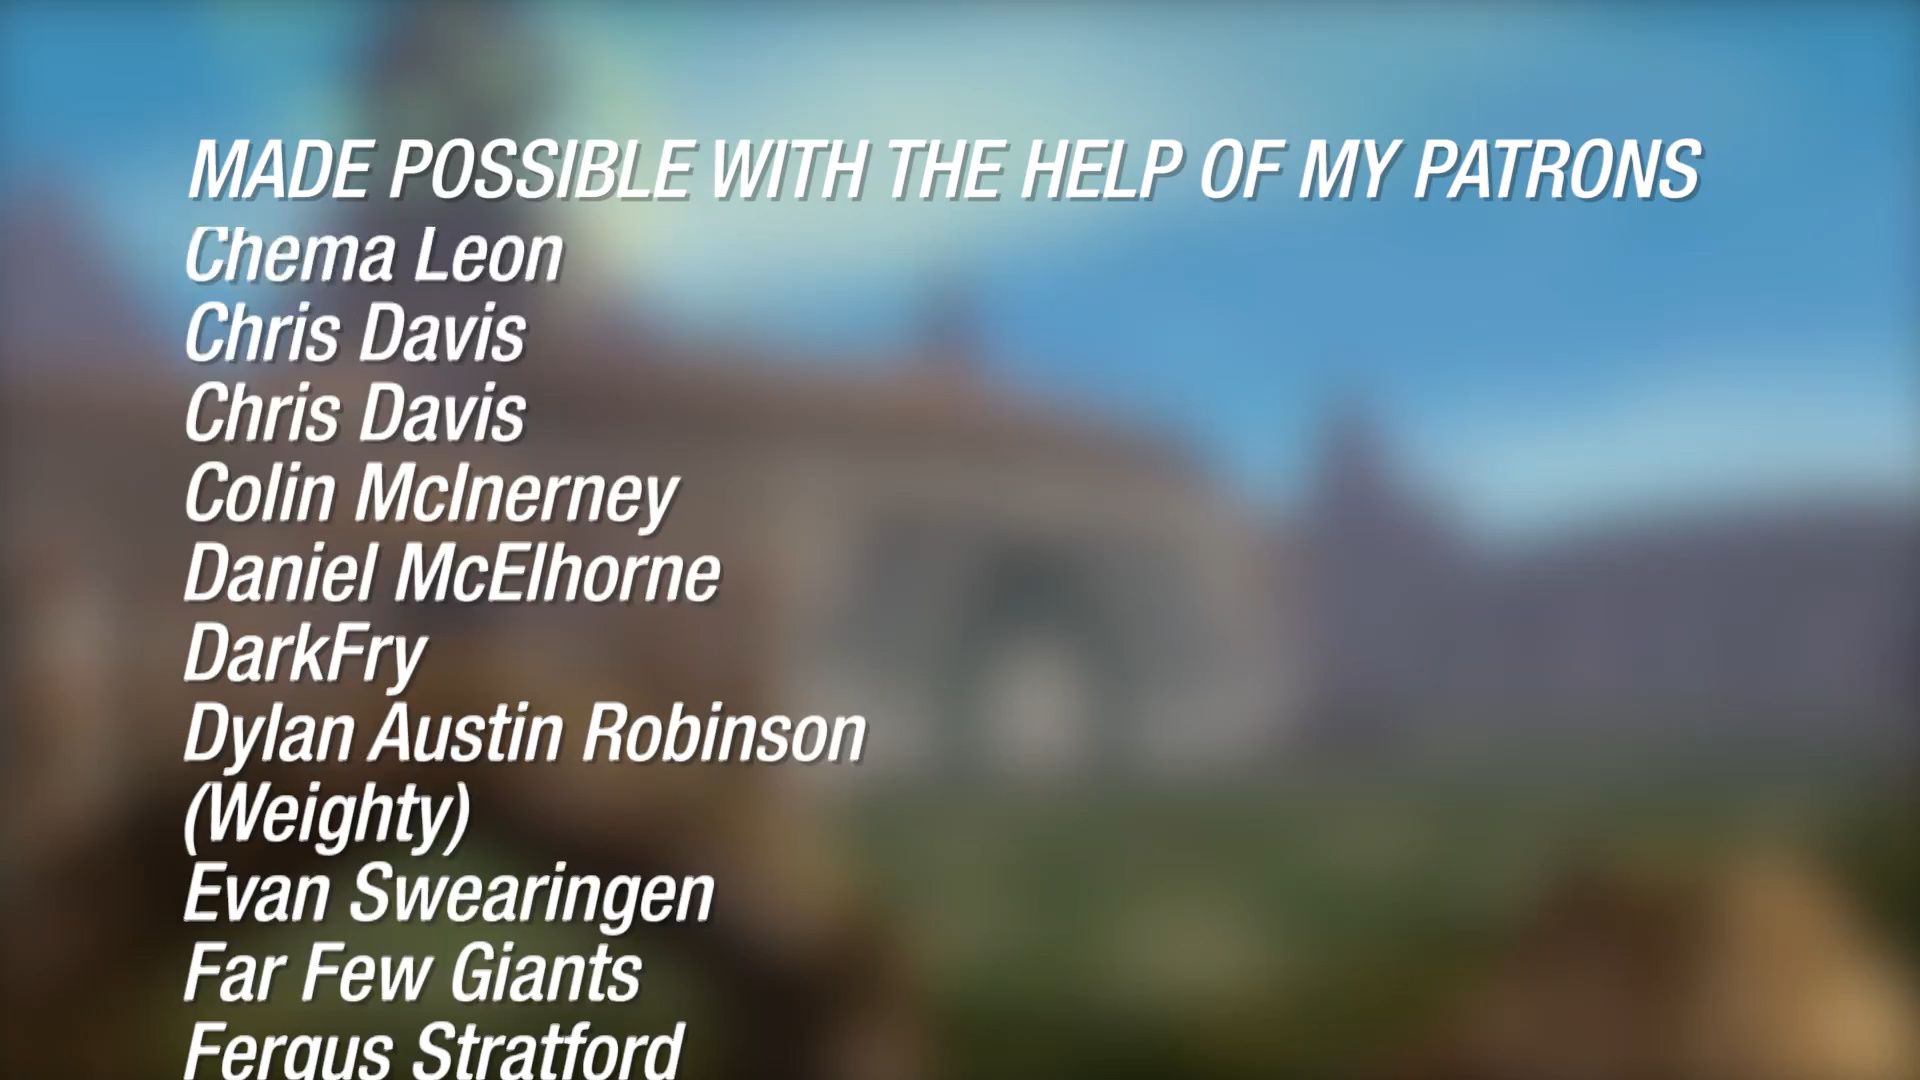 MADE POSSIBLE WITH THE HELP OF MY PATRONS
Chema Leon
Chris Davis
Chris Davis
Colin McInerney
Daniel McElhorne
DarkFry
Dylan Austin Robinson
(Weighty)
Evan Swearingen
Far Few Giants
Fergus Stratford